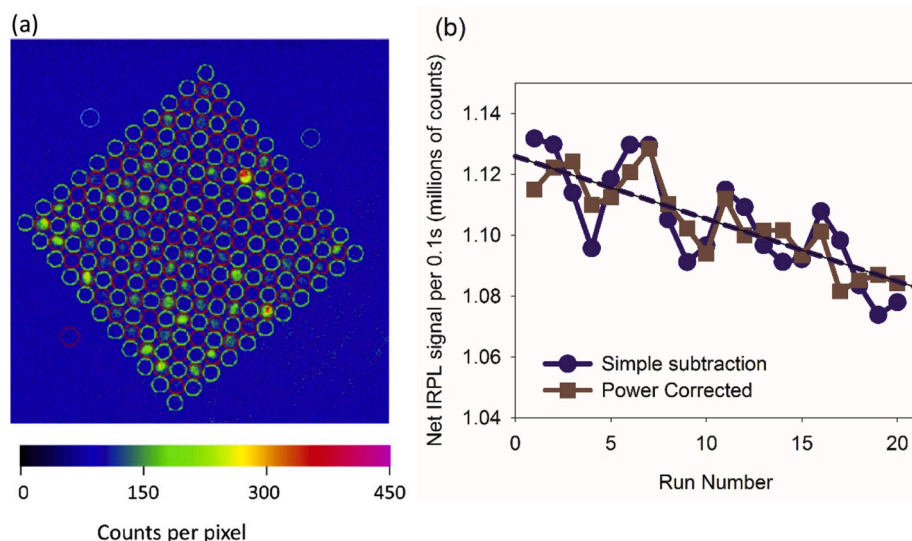 (a)
0 150 300 450
Counts per pixel
(b)
Net IRPL signal per 0.1s (millions of counts)
1.14
1.12
1.10
1.08
1.06
1.04
Simple subtraction
Power Corrected
0 5 10 15 20
Run Number